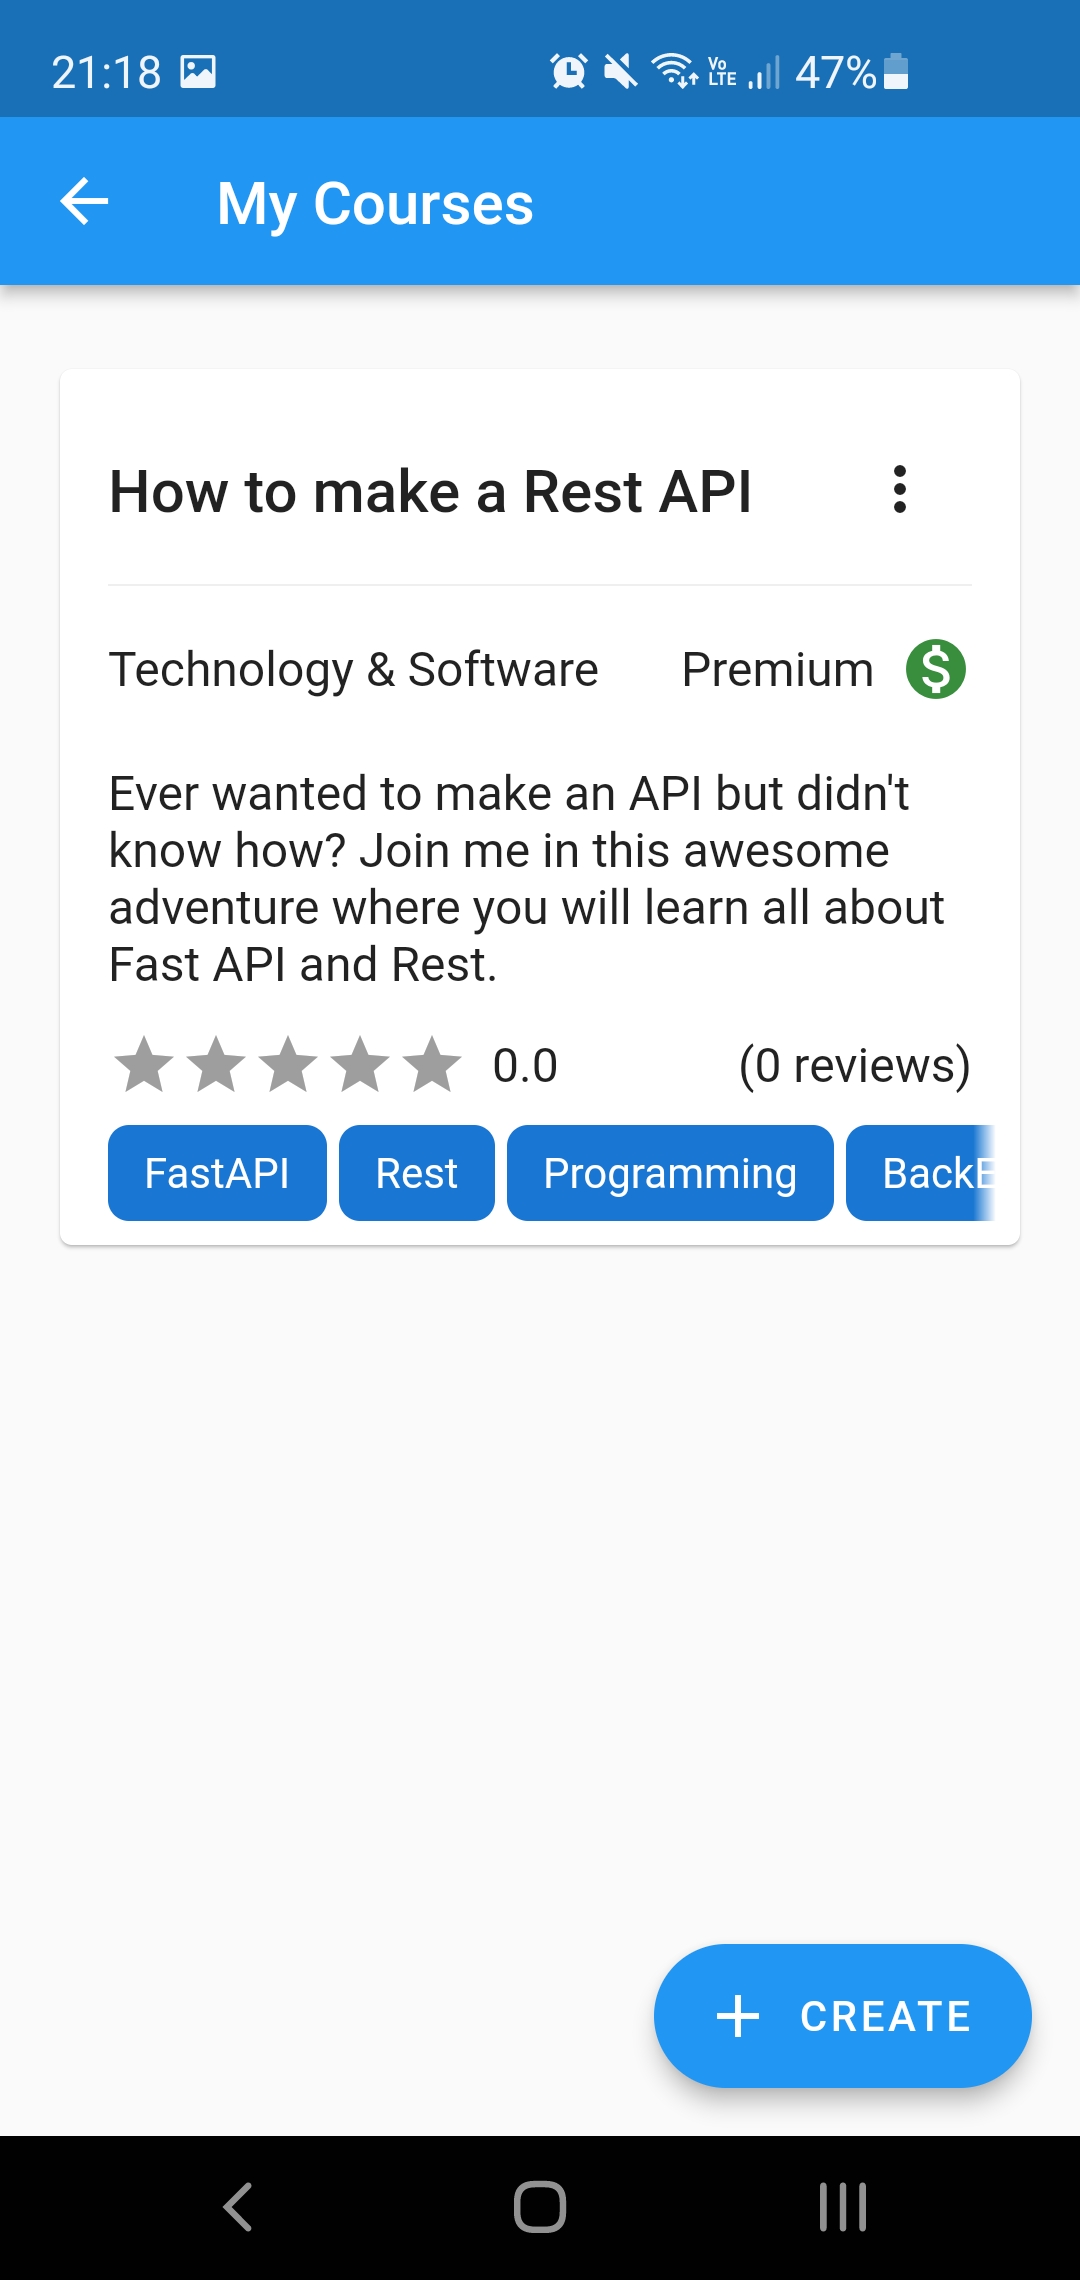 21:18
Vo LTE 47%
My Courses
How to make a Rest API
Technology & Software Premium $
Ever wanted to make an API but didn't
know how? Join me in this awesome
adventure where you will learn all about
Fast API and Rest.
0.0 (0 reviews)
FastAPI Rest Programming BackE
+ CREATE